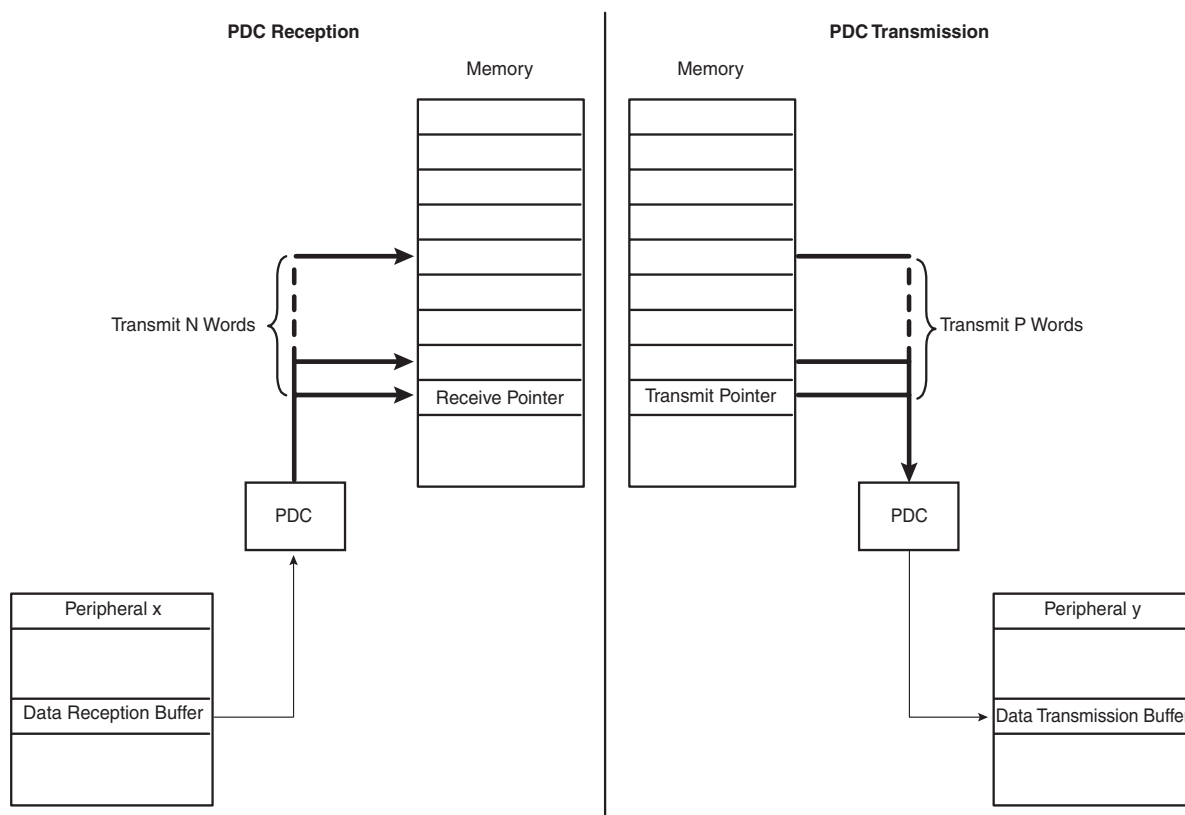 PDC Reception
Memory
Transmit N Words
Receive Pointer
PDC
Peripheral x
Data Reception Buffer
PDC Transmission
Memory
Transmit P Words
Transmit Pointer
PDC
Peripheral y
Data Transmission Buffer